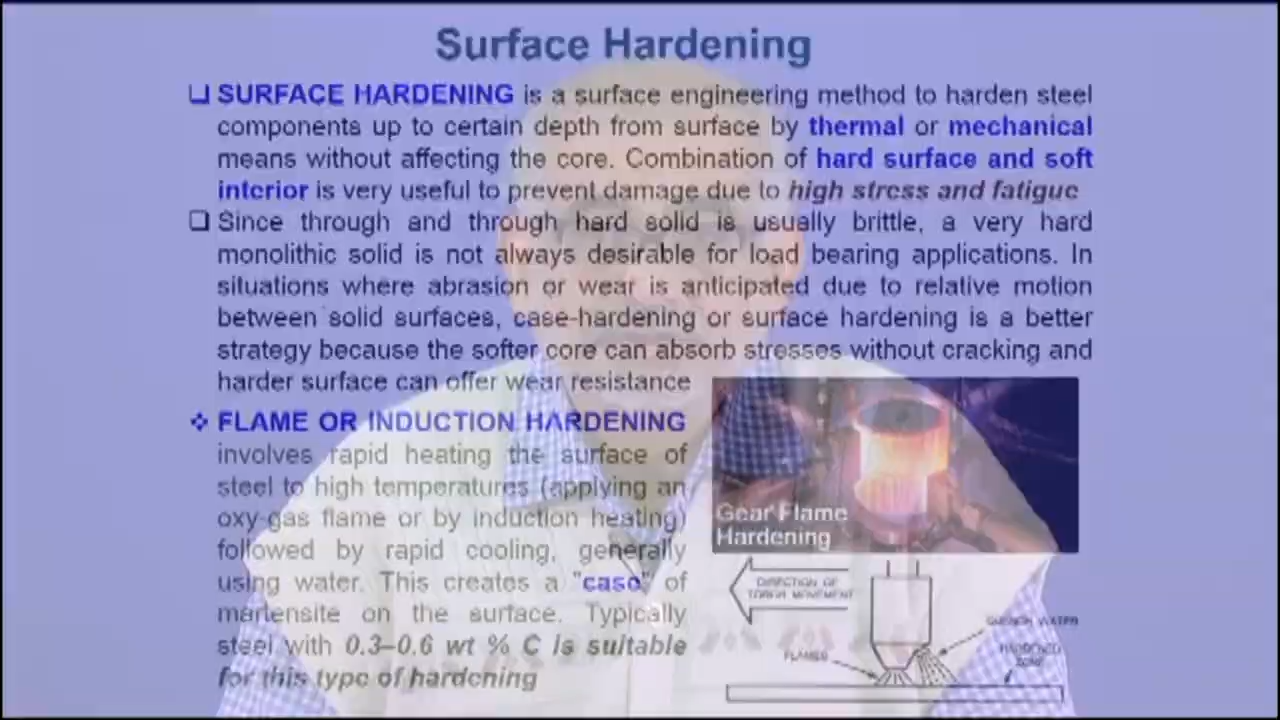 Surface Hardening
❑ SURFACE HARDENING is a surface engineering method to harden steel
components up to certain depth from surface by thermal or mechanical
means without affecting the core. Combination of hard surface and soft
interior is very useful to prevent damage due to high stress and fatigue
❑ Since through and through hard solid is usually brittle, a very hard
monolithic solid is not always desirable for load bearing applications. In
situations where abrasion or wear is anticipated due to relative motion
between solid surfaces, case-hardening or surface hardening is a better
strategy because the softer core can absorb stresses without cracking and
harder surface can offer wear resistance
❖ FLAME OR INDUCTION HARDENING
involves rapid heating the surface of
steel to high temperatures (applying an
oxy-gas flame or by induction heating)
followed by rapid cooling, generally
using water. This creates a "case" of
martensite on the surface. Typically
steel with 0.3–0.6 wt % C is suitable
for this type of hardening
Gear Flame
Hardening
DIRECTION OF
TORCH MOVEMENT
QUENCH WATER
FLAMES
HARDENED
ZONE